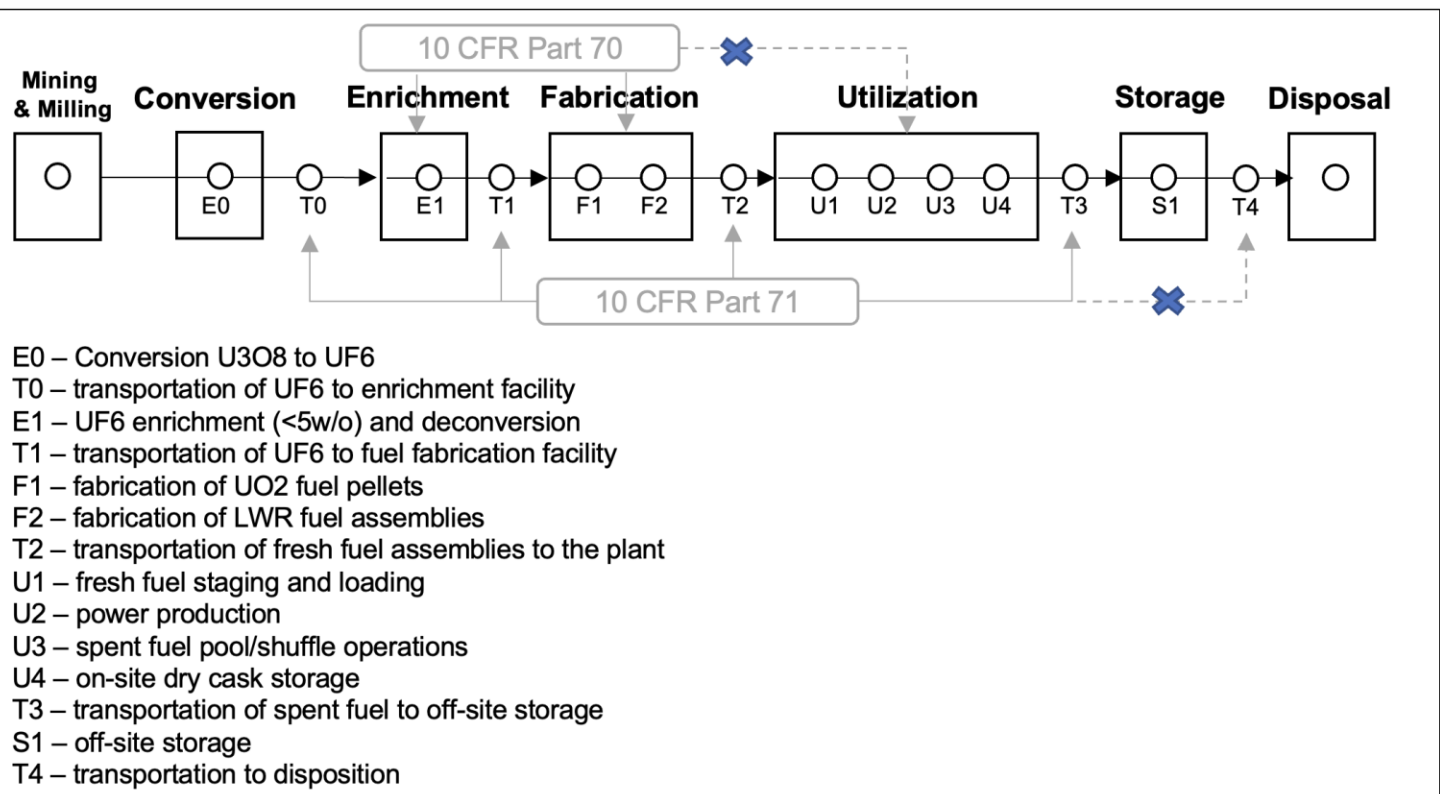 10 CFR Part 70
Mining
& Milling
Conversion
Enrichment
Fabrication
Utilization
Storage
Disposal
E0
T0
E1
T1
F1
F2
T2
U1
U2
U3
U4
T3
S1
T4
10 CFR Part 71
E0 – Conversion U3O8 to UF6
T0 – transportation of UF6 to enrichment facility
E1 – UF6 enrichment (<5w/o) and deconversion
T1 – transportation of UF6 to fuel fabrication facility
F1 – fabrication of UO2 fuel pellets
F2 – fabrication of LWR fuel assemblies
T2 – transportation of fresh fuel assemblies to the plant
U1 – fresh fuel staging and loading
U2 – power production
U3 – spent fuel pool/shuffle operations
U4 – on-site dry cask storage
T3 – transportation of spent fuel to off-site storage
S1 – off-site storage
T4 – transportation to disposition